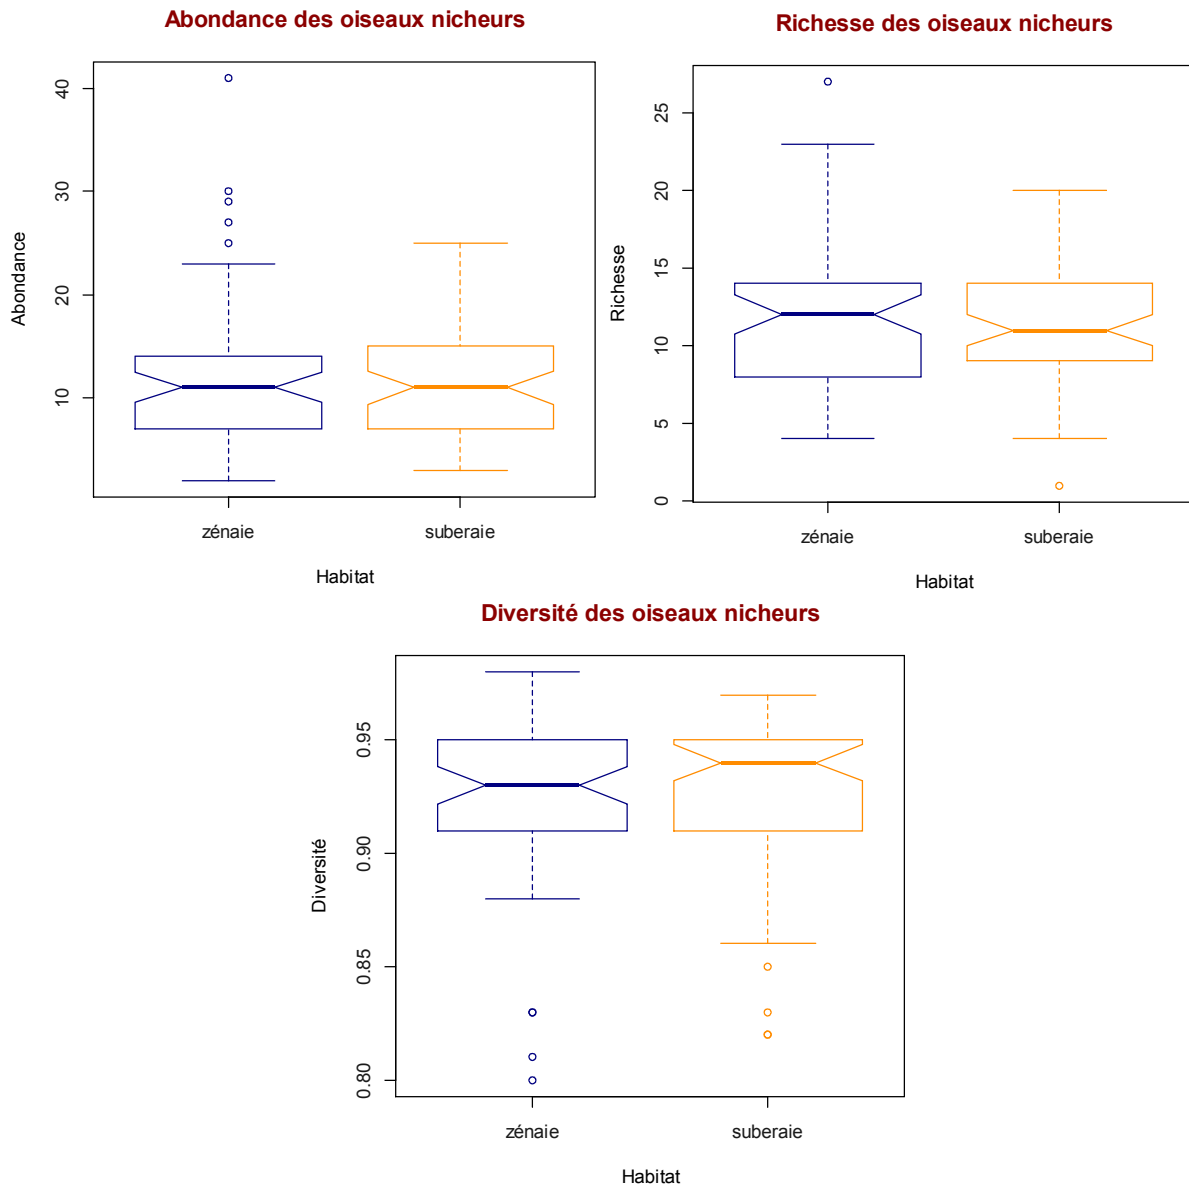 Abondance des oiseaux nicheurs
Abondance
40
30
20
10
zénaie
suberaie
Habitat
Richesse des oiseaux nicheurs
Richesse
25
20
15
10
5
0
zénaie
suberaie
Habitat
Diversité des oiseaux nicheurs
Diversité
0.95
0.90
0.85
0.80
zénaie
suberaie
Habitat